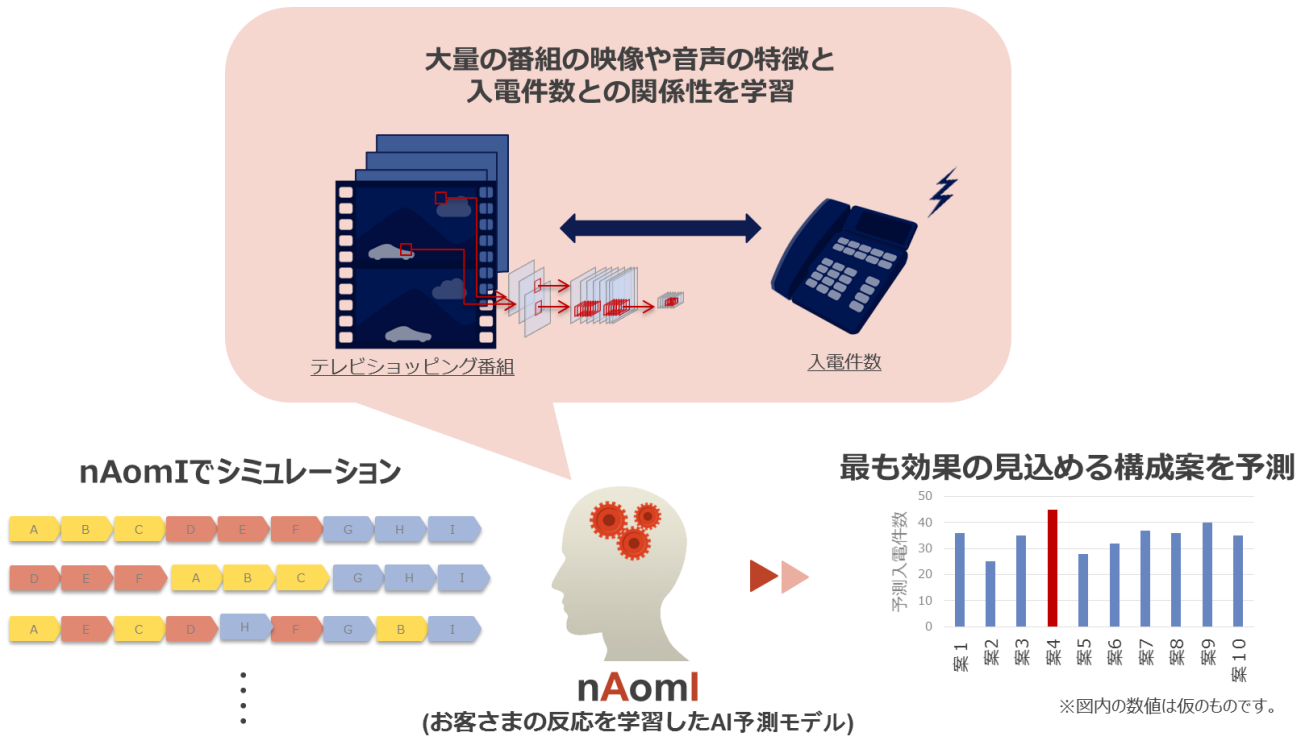 大量の番組の映像や音声の特徴と
入電件数との関係性を学習
テレビショッピング番組
入電件数
nAomIでシミュレーション
A B C D E F G H I
D E F A B C G H I
A E C D H F G B I
nAomI
(お客さまの反応を学習したAI予測モデル)
最も効果の見込める構成案を予測
予測入電件数
50
40
30
20
10
0
案1 案2 案3 案4 案5 案6 案7 案8 案9 案10
※図内の数値は仮のものです。